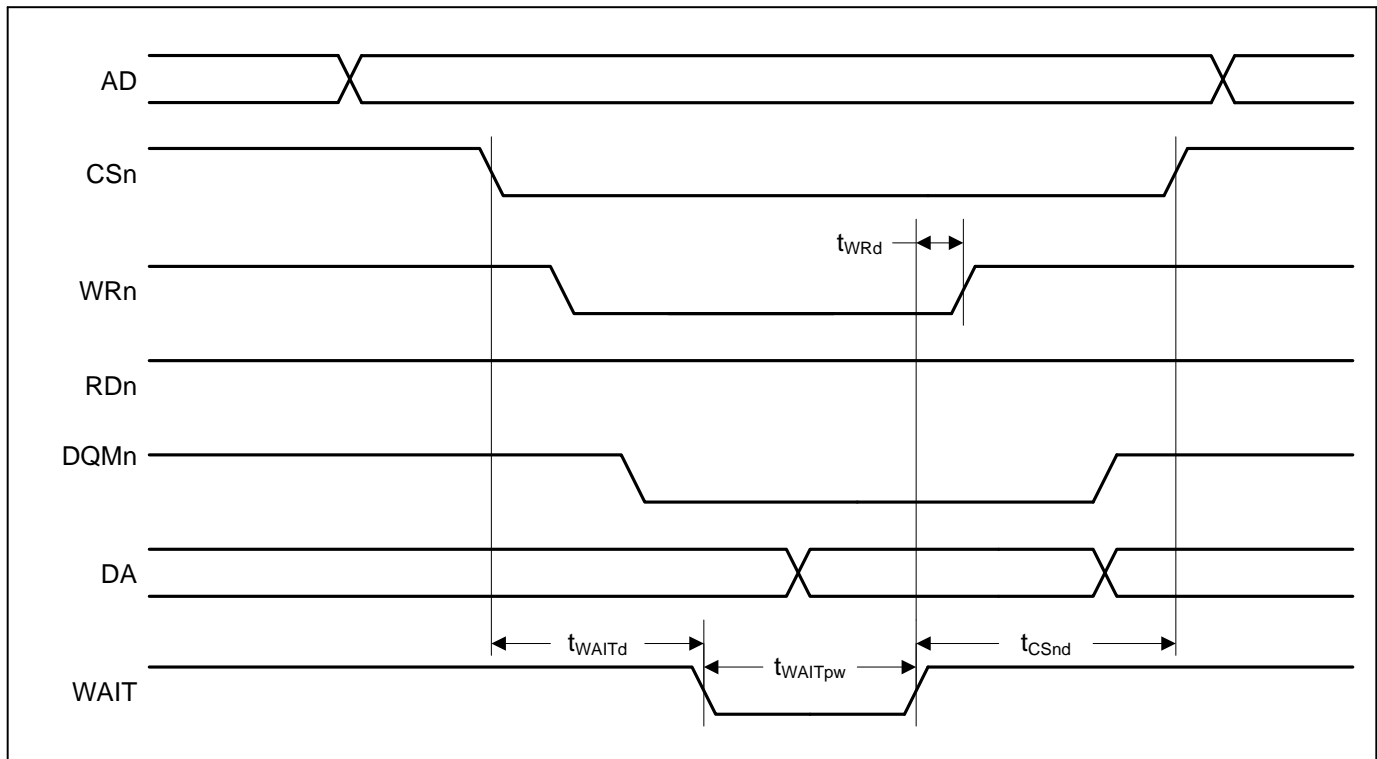 AD
CSn
tWRd
WRn
RDn
DQMn
DA
tWAITd
tWAITpw
tCSnd
WAIT